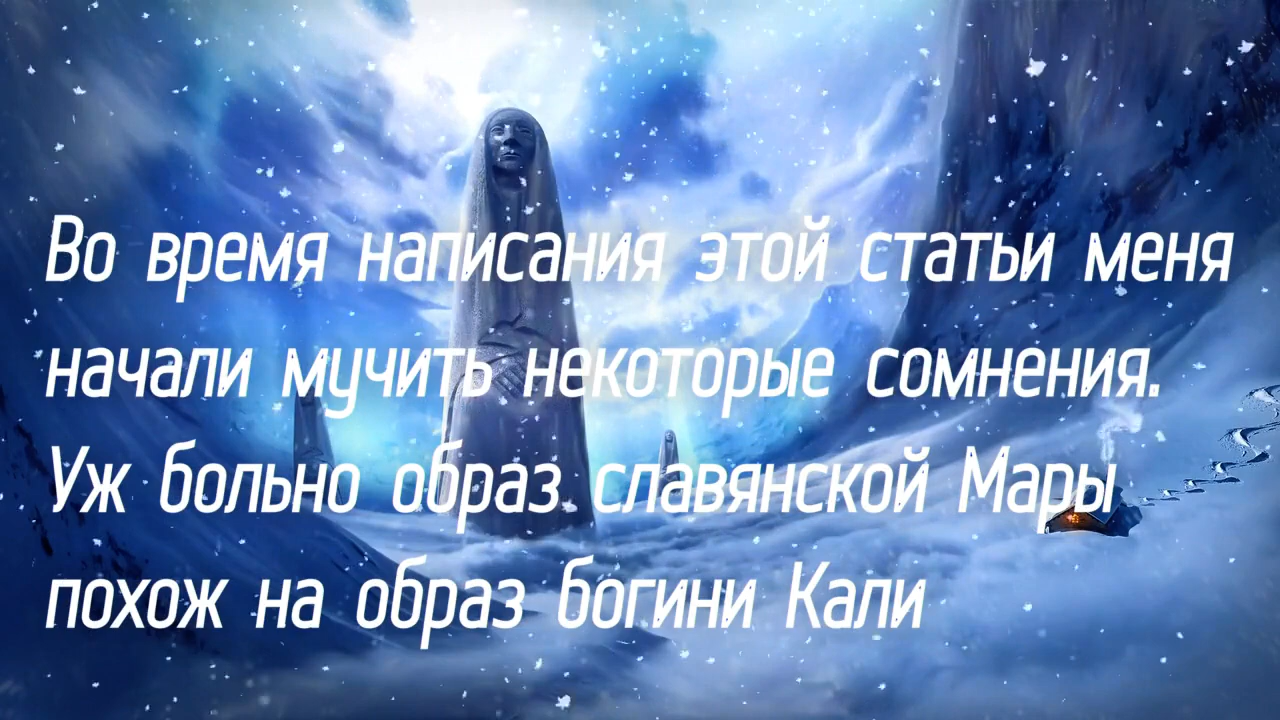 Во время написания этой статьи меня
начали мучить некоторые сомнения.
Уж больно образ славянской Мары
похож на образ богини Кали